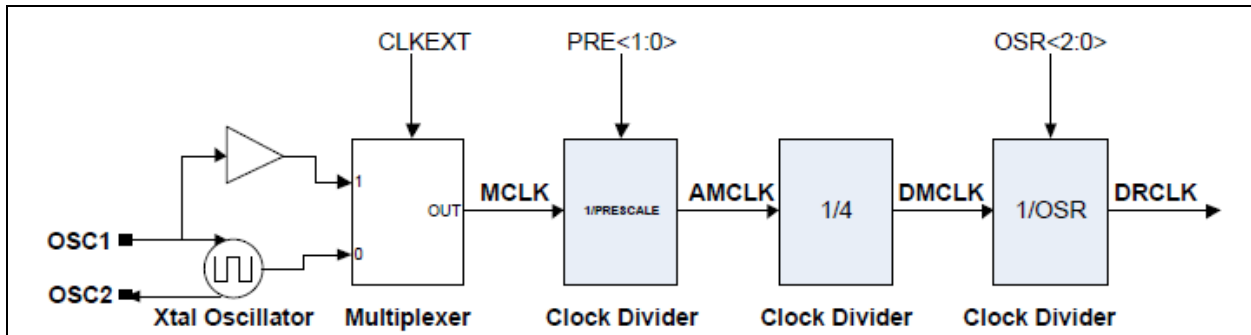 CLKEXT PRE<1:0> OSR<2:0>
1
MCLK AMCLK DMCLK DRCLK
OUT 1/PRESCALE 1/4 1/OSR
OSC1
0
OSC2
Xtal Oscillator Multiplexer Clock Divider Clock Divider Clock Divider